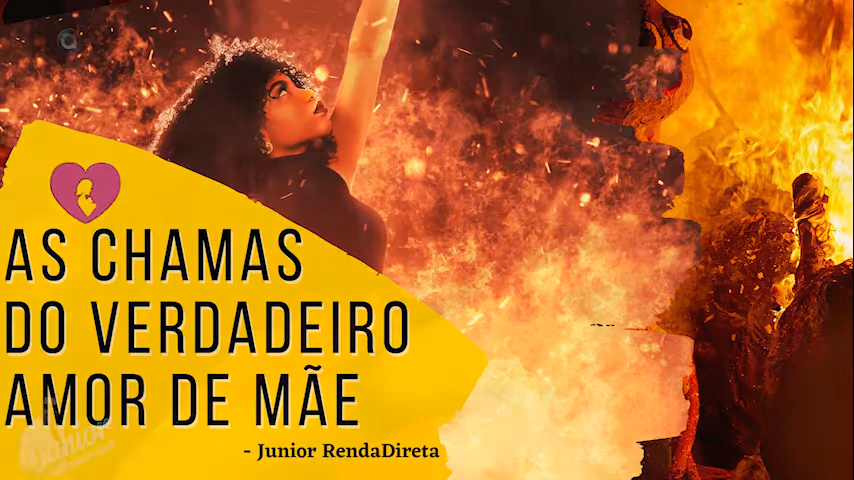 AS CHAMAS
DO VERDADEIRO
AMOR DE MÃE
- Junior RendaDireta